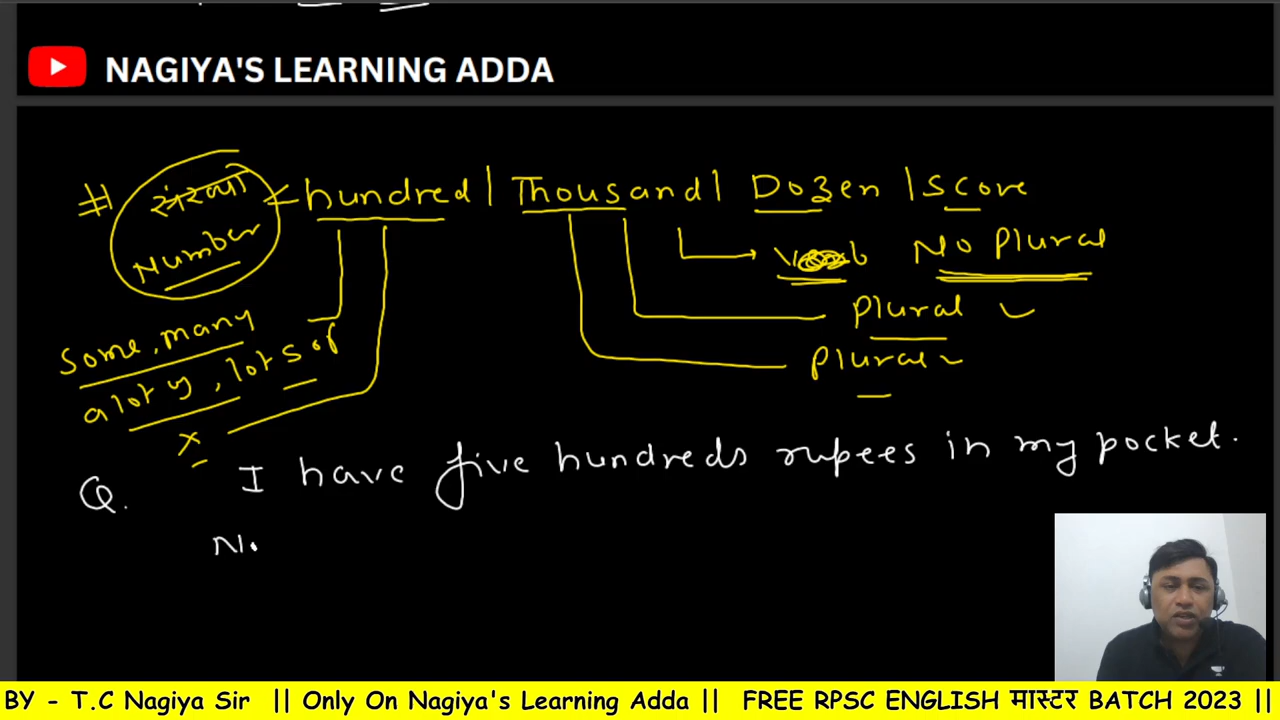 NAGIYA'S LEARNING ADDA
# संख्या hundred | Thousand | Dozen | Score
Number
No Plural
Some, many
Plural
a lot of, lots of
Plural
Q. I have five hundreds rupees in my pocket.
N
BY - T.C Nagiya Sir || Only On Nagiya's Learning Adda || FREE RPSC ENGLISH मास्टर BATCH 2023 ||